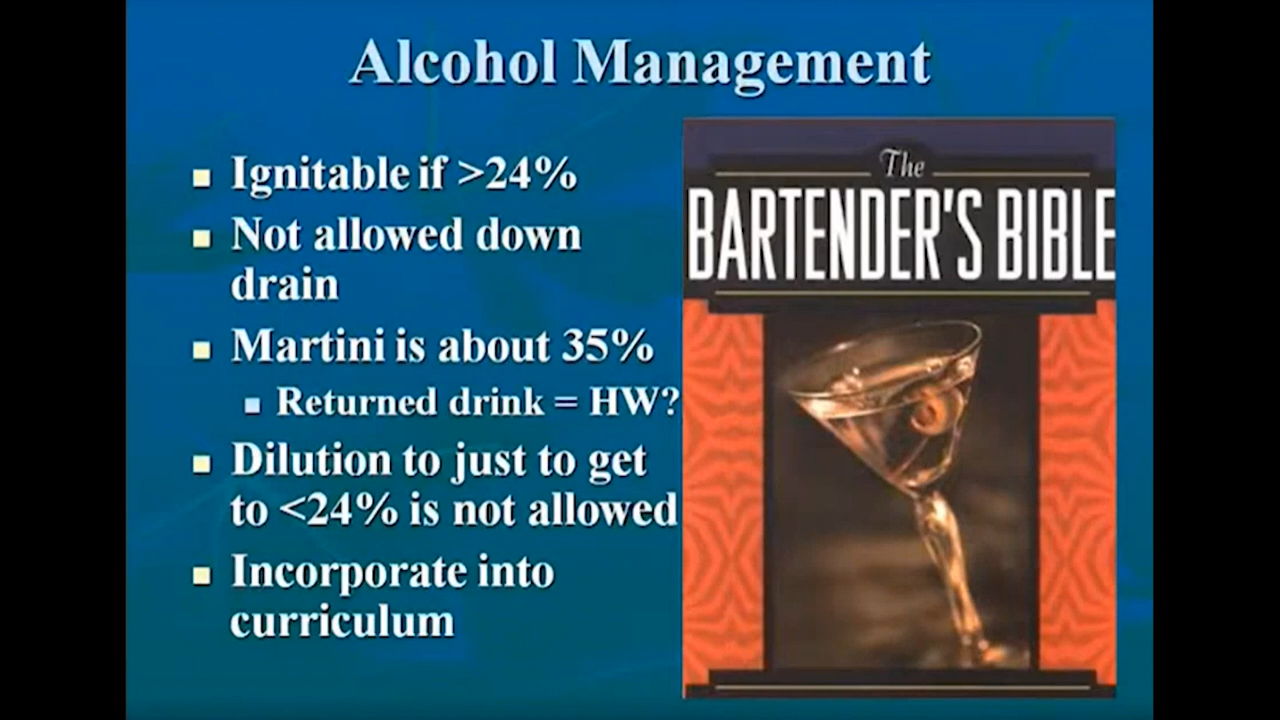 Alcohol Management
Ignitable if >24%
Not allowed down
drain
Martini is about 35%
Returned drink = HW?
Dilution to just to get
to <24% is not allowed
Incorporate into
curriculum
The
BARTENDER'S BIBLE